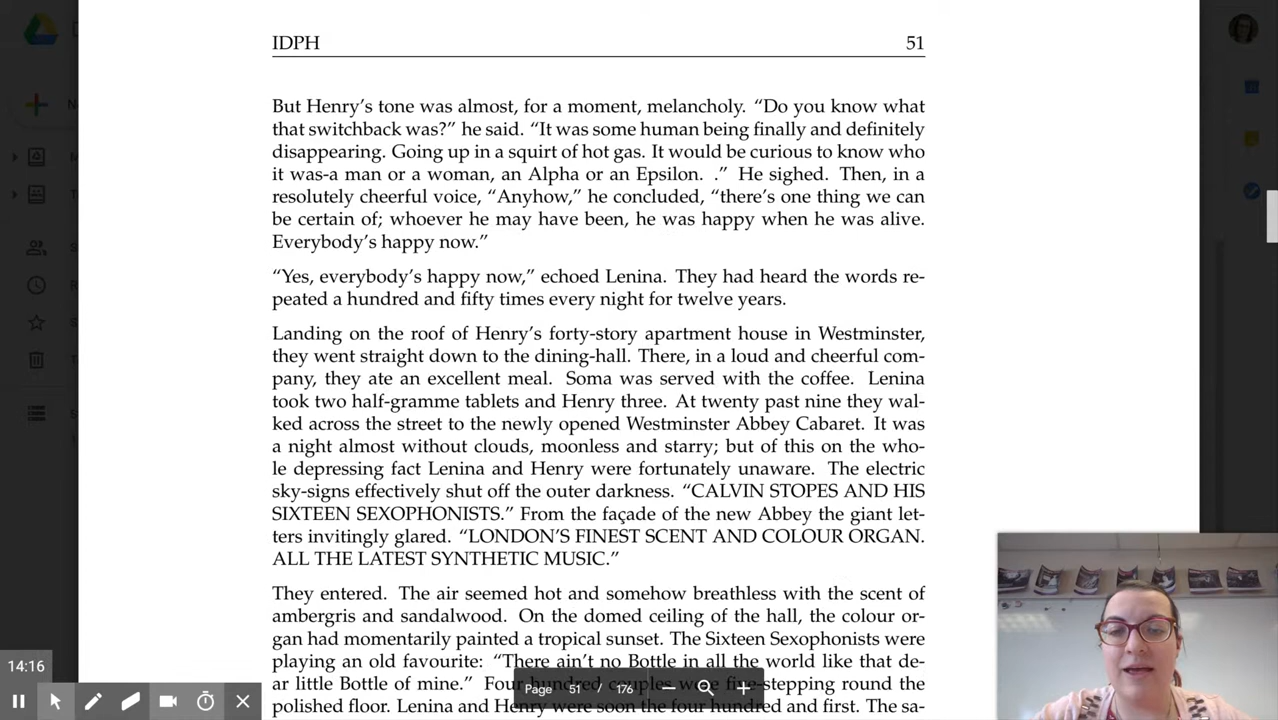 IDPH 51
But Henry's tone was almost, for a moment, melancholy. “Do you know what
that switchback was?” he said. “It was some human being finally and definitely
disappearing. Going up in a squirt of hot gas. It would be curious to know who
it was-a man or a woman, an Alpha or an Epsilon. .” He sighed. Then, in a
resolutely cheerful voice, “Anyhow,” he concluded, “there's one thing we can
be certain of; whoever he may have been, he was happy when he was alive.
Everybody's happy now.”
“Yes, everybody's happy now,” echoed Lenina. They had heard the words re-
peated a hundred and fifty times every night for twelve years.
Landing on the roof of Henry's forty-story apartment house in Westminster,
they went straight down to the dining-hall. There, in a loud and cheerful com-
pany, they ate an excellent meal. Soma was served with the coffee. Lenina
took two half-gramme tablets and Henry three. At twenty past nine they wal-
ked across the street to the newly opened Westminster Abbey Cabaret. It was
a night almost without clouds, moonless and starry; but of this on the who-
le depressing fact Lenina and Henry were fortunately unaware. The electric
sky-signs effectively shut off the outer darkness. “CALVIN STOPES AND HIS
SIXTEEN SEXOPHONISTS.” From the façade of the new Abbey the giant let-
ters invitingly glared. “LONDON'S FINEST SCENT AND COLOUR ORGAN.
ALL THE LATEST SYNTHETIC MUSIC.”
They entered. The air seemed hot and somehow breathless with the scent of
ambergris and sandalwood. On the domed ceiling of the hall, the colour or-
gan had momentarily painted a tropical sunset. The Sixteen Sexophonists were
playing an old favourite: “There ain't no Bottle in all the world like that de-
ar little Bottle of mine.” Four hundred couples were five-stepping round the
polished floor. Lenina and Henry were soon the four hundred and first. The sa-
Page 51 / 176
14:16